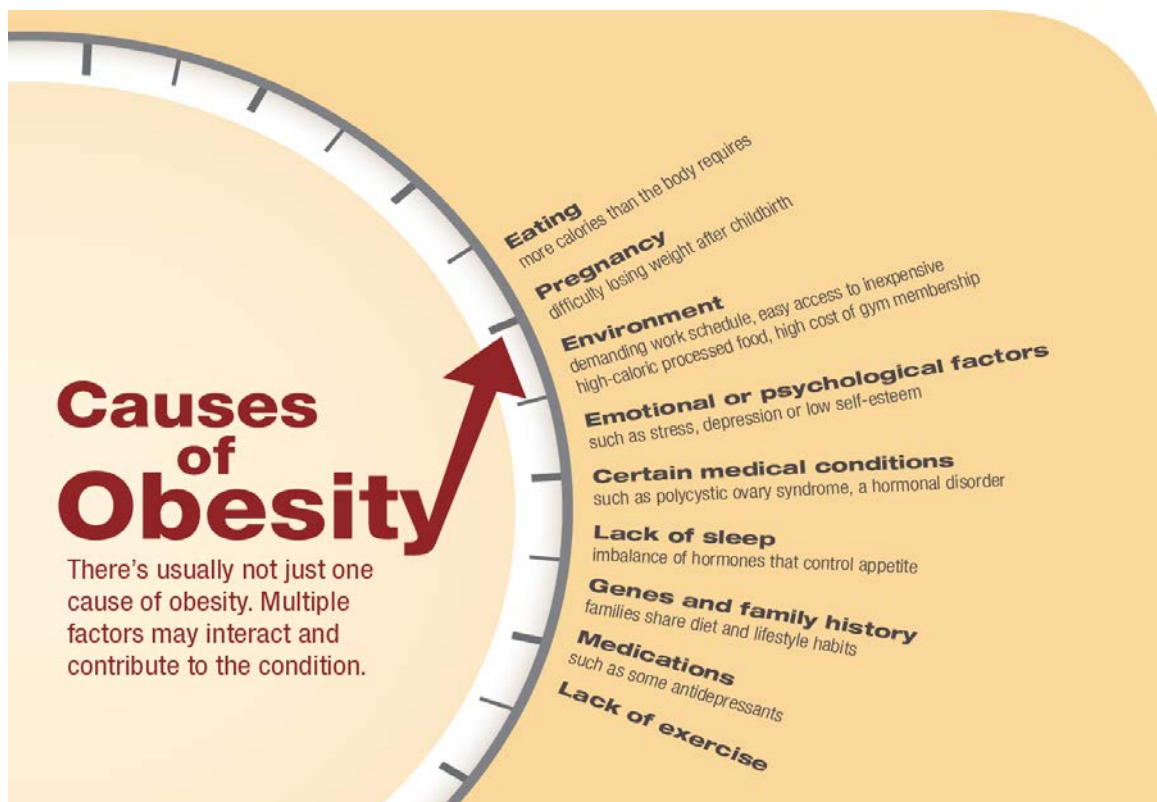 Causes
of
Obesity
There's usually not just one
cause of obesity. Multiple
factors may interact and
contribute to the condition.
Eating
more calories than the body requires
Pregnancy
difficulty losing weight after childbirth
Environment
demanding work schedule, easy access to inexpensive
high-caloric processed food, high cost of gym membership
Emotional or psychological factors
such as stress, depression or low self-esteem
Certain medical conditions
such as polycystic ovary syndrome, a hormonal disorder
Lack of sleep
imbalance of hormones that control appetite
Genes and family history
families share diet and lifestyle habits
Medications
such as some antidepressants
Lack of exercise